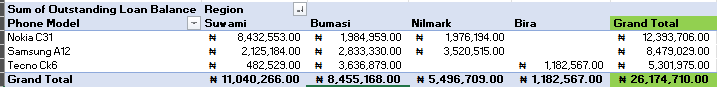 Sum of Outstanding Loan Balance Region
Phone Model Suwami Bumasi Nilmark Bira Grand Total
Nokia C31 ₦ 8,432,553.00 ₦ 1,984,959.00 ₦ 1,976,194.00 ₦ 12,393,706.00
Samsung A12 ₦ 2,125,184.00 ₦ 2,833,330.00 ₦ 3,520,515.00 ₦ 8,479,029.00
Tecno Ck6 ₦ 482,529.00 ₦ 3,636,879.00 ₦ 1,182,567.00 ₦ 5,301,975.00
Grand Total ₦ 11,040,266.00 ₦ 8,455,168.00 ₦ 5,496,709.00 ₦ 1,182,567.00 ₦ 26,174,710.00